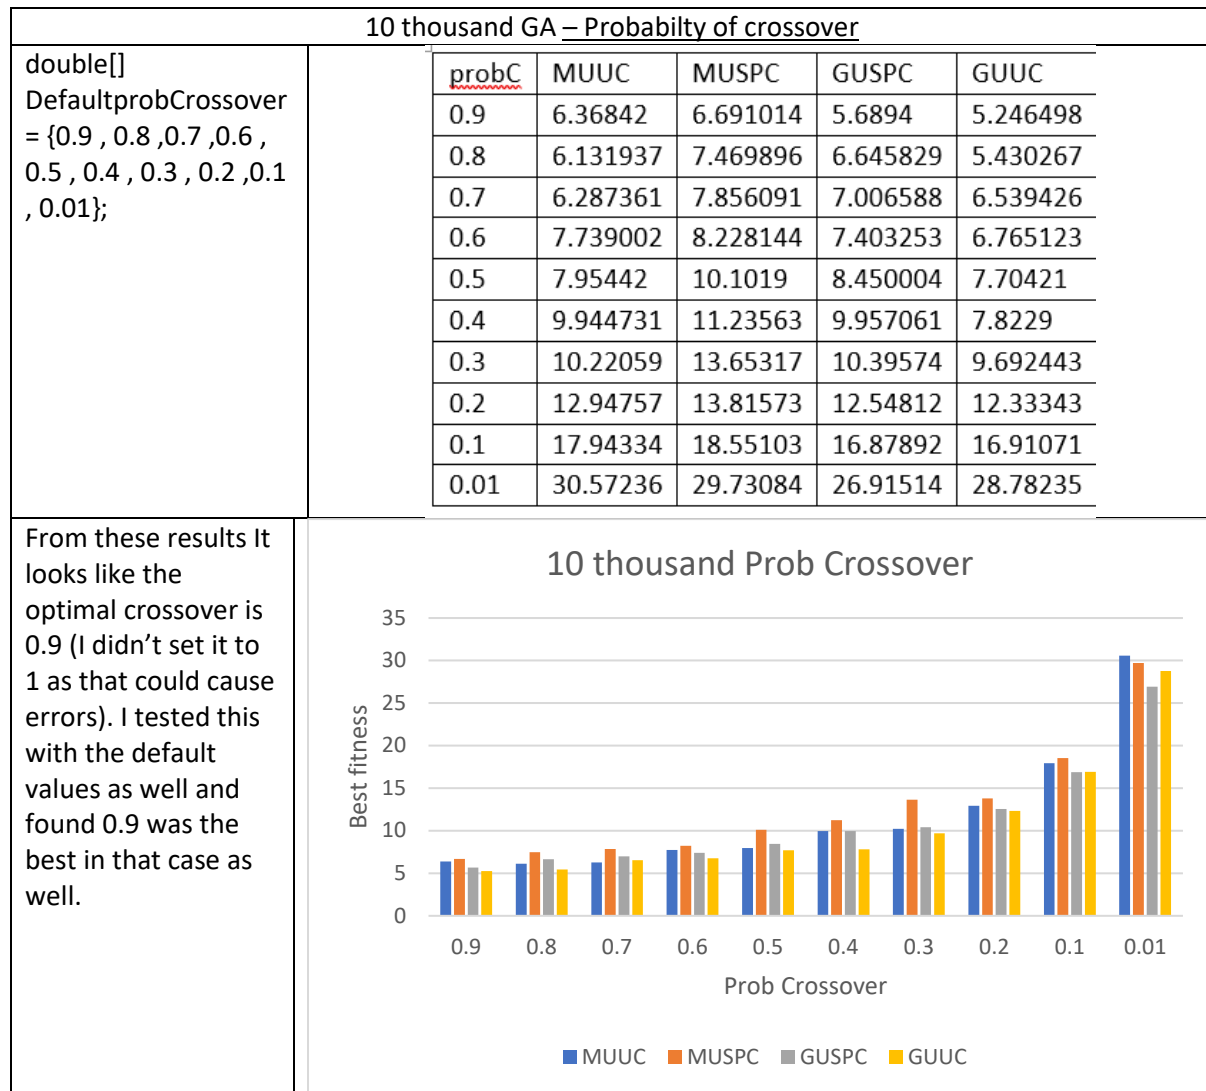 10 thousand GA – Probabilty of crossover
double[]
DefaultprobCrossover
= {0.9 , 0.8 ,0.7 ,0.6 ,
0.5 , 0.4 , 0.3 , 0.2 ,0.1
, 0.01};
probC MUUC MUSPC GUSPC GUUC
0.9 6.36842 6.691014 5.6894 5.246498
0.8 6.131937 7.469896 6.645829 5.430267
0.7 6.287361 7.856091 7.006588 6.539426
0.6 7.739002 8.228144 7.403253 6.765123
0.5 7.95442 10.1019 8.450004 7.70421
0.4 9.944731 11.23563 9.957061 7.8229
0.3 10.22059 13.65317 10.39574 9.692443
0.2 12.94757 13.81573 12.54812 12.33343
0.1 17.94334 18.55103 16.87892 16.91071
0.01 30.57236 29.73084 26.91514 28.78235
From these results It
looks like the
optimal crossover is
0.9 (I didn’t set it to
1 as that could cause
errors). I tested this
with the default
values as well and
found 0.9 was the
best in that case as
well.
10 thousand Prob Crossover
Best fitness
35
30
25
20
15
10
5
0
0.9 0.8 0.7 0.6 0.5 0.4 0.3 0.2 0.1 0.01
Prob Crossover
MUUC MUSPC GUSPC GUUC